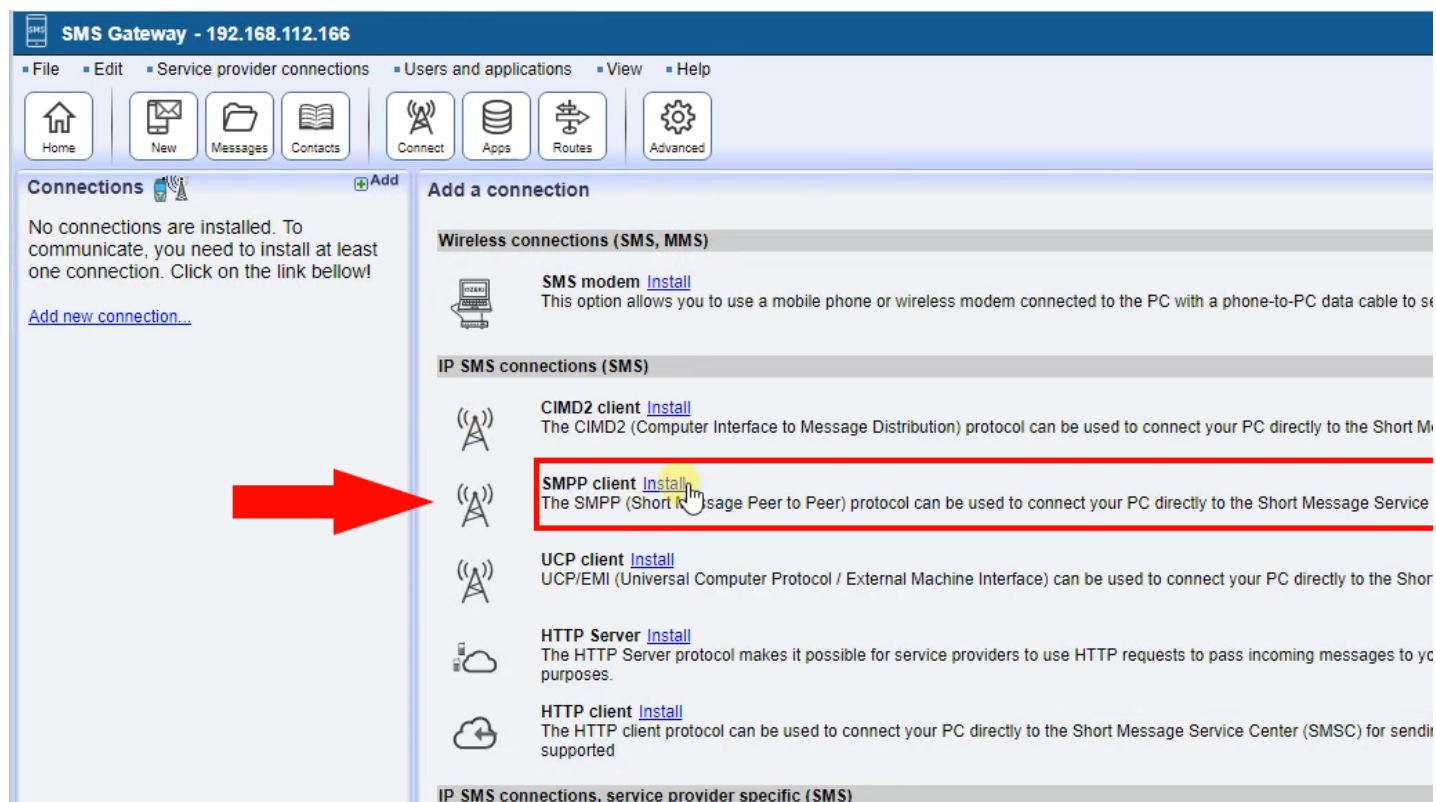 SMS
SMS Gateway - 192.168.112.166
File Edit Service provider connections Users and applications View Help
Home New Messages Contacts Connect Apps Routes Advanced
Connections Add
No connections are installed. To
communicate, you need to install at least
one connection. Click on the link bellow!
Add new connection...
Add a connection
Wireless connections (SMS, MMS)
OZEKI
SMS modem Install
This option allows you to use a mobile phone or wireless modem connected to the PC with a phone-to-PC data cable to se
IP SMS connections (SMS)
CIMD2 client Install
The CIMD2 (Computer Interface to Message Distribution) protocol can be used to connect your PC directly to the Short M
SMPP client Install
The SMPP (Short Message Peer to Peer) protocol can be used to connect your PC directly to the Short Message Service
UCP client Install
UCP/EMI (Universal Computer Protocol / External Machine Interface) can be used to connect your PC directly to the Shor
HTTP Server Install
The HTTP Server protocol makes it possible for service providers to use HTTP requests to pass incoming messages to yo
purposes.
HTTP client Install
The HTTP client protocol can be used to connect your PC directly to the Short Message Service Center (SMSC) for sendi
supported
IP SMS connections, service provider specific (SMS)